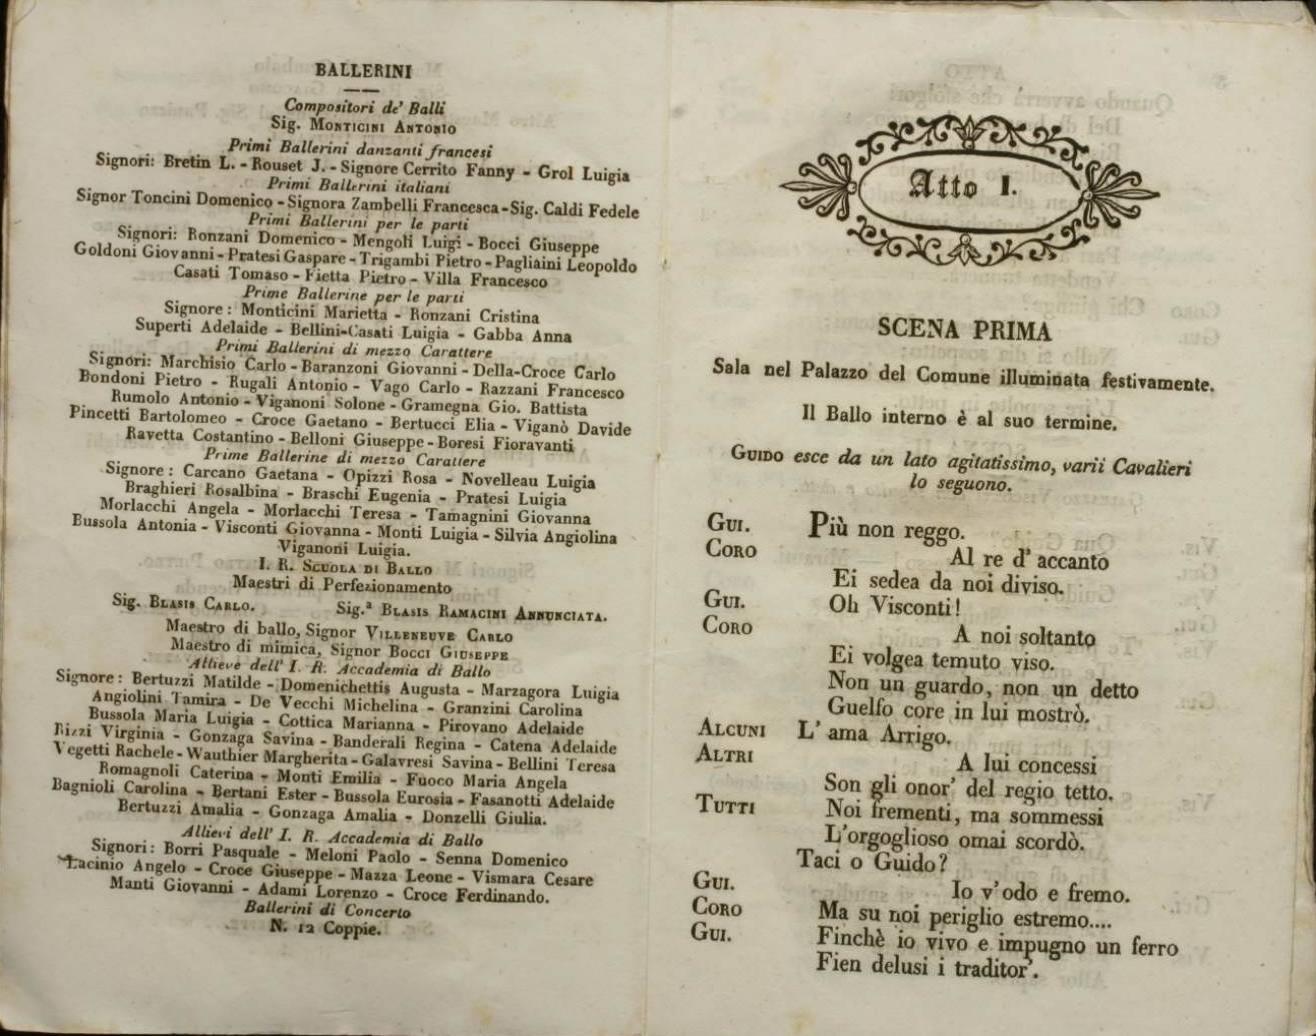 BALLERINI
Compositori de' Balli
Sig. MONTICINI ANTONIO
Primi Ballerini danzanti francesi
Signori: Bretin L. - Rouset J. - Signore Cerrito Fanny - Grol Luigia
Primi Ballerini italiani
Signor Toncini Domenico - Signora Zambelli Francesca - Sig. Caldi Fedele
Primi Ballerini per le parti
Signori: Ronzani Domenico - Mengoli Luigi - Bocci Giuseppe
Goldoni Giovanni - Pratesi Gaspare - Trigambi Pietro - Pagliaini Leopoldo
Casati Tomaso - Fietta Pietro - Villa Francesco
Prime Ballerine per le parti
Signore: Monticini Marietta - Ronzani Cristina
Superti Adelaide - Bellini-Casati Luigia - Gabba Anna
Primi Ballerini di mezzo Carattere
Signori: Marchisio Carlo - Baranzoni Giovanni - Della-Croce Carlo
Bondoni Pietro - Rugali Antonio - Vago Carlo - Razzani Francesco
Rumolo Antonio - Viganoni Solone - Gramegna Gio. Battista
Pincetti Bartolomeo - Croce Gaetano - Bertucci Elia - Viganò Davide
Ravetta Costantino - Belloni Giuseppe - Boresi Fioravanti
Prime Ballerine di mezzo Carattere
Signore: Carcano Gaetana - Opizzi Rosa - Novelleau Luigia
Braghieri Rosalbina - Braschi Eugenia - Pratesi Luigia
Morlacchi Angela - Morlacchi Teresa - Tamagnini Giovanna
Bussola Antonia - Visconti Giovanna - Monti Luigia - Silvia Angiolina
Viganoni Luigia.
I. R. SCUOLA DI BALLO
Maestri di Perfezionamento
Sig. BLASIS CARLO. Sig.ª BLASIS RAMACINI ANNUNCIATA.
Maestro di ballo, Signor VILLENEUVE CARLO
Maestro di mimica, Signor BOCCI GIUSEPPE
Allieve dell' I. R. Accademia di Ballo
Signore: Bertuzzi Matilde - Domenichettis Augusta - Marzagora Luigia
Angiolini Tamira - De Vecchi Michelina - Granzini Carolina
Bussola Maria Luigia - Cottica Marianna - Pirovano Adelaide
Rizzi Virginia - Gonzaga Savina - Banderali Regina - Catena Adelaide
Vegetti Rachele - Wauthier Margherita - Galavresi Savina - Bellini Teresa
Romagnoli Caterina - Monti Emilia - Fuoco Maria Angela
Bagnioli Carolina - Bertani Ester - Bussola Eurosia - Fasanotti Adelaide
Bertuzzi Amalia - Gonzaga Amalia - Donzelli Giulia.
Allievi dell' I. R. Accademia di Ballo
Signori: Borri Pasquale - Meloni Paolo - Senna Domenico
Lacinio Angelo - Croce Giuseppe - Mazza Leone - Vismara Cesare
Manti Giovanni - Adami Lorenzo - Croce Ferdinando.
Ballerini di Concerto
N. 12 Coppie.
Atto I.
SCENA PRIMA
Sala nel Palazzo del Comune illuminata festivamente.
Il Ballo interno è al suo termine.
GUIDO esce da un lato agitatissimo, varii Cavalieri
lo seguono.
GUI. Più non reggo.
CORO Al re d' accanto
Ei sedea da noi diviso.
GUI. Oh Visconti!
CORO A noi soltanto
Ei volgea temuto viso.
Non un guardo, non un detto
Guelfo core in lui mostrò.
ALCUNI L' ama Arrigo.
ALTRI A lui concessi
Son gli onor' del regio tetto.
TUTTI Noi frementi, ma sommessi
L'orgoglioso omai scordò.
Taci o Guido?
GUI. Io v'odo e fremo.
CORO Ma su noi periglio estremo....
GUI. Finchè io vivo e impugno un ferro
Fien delusi i traditor'.